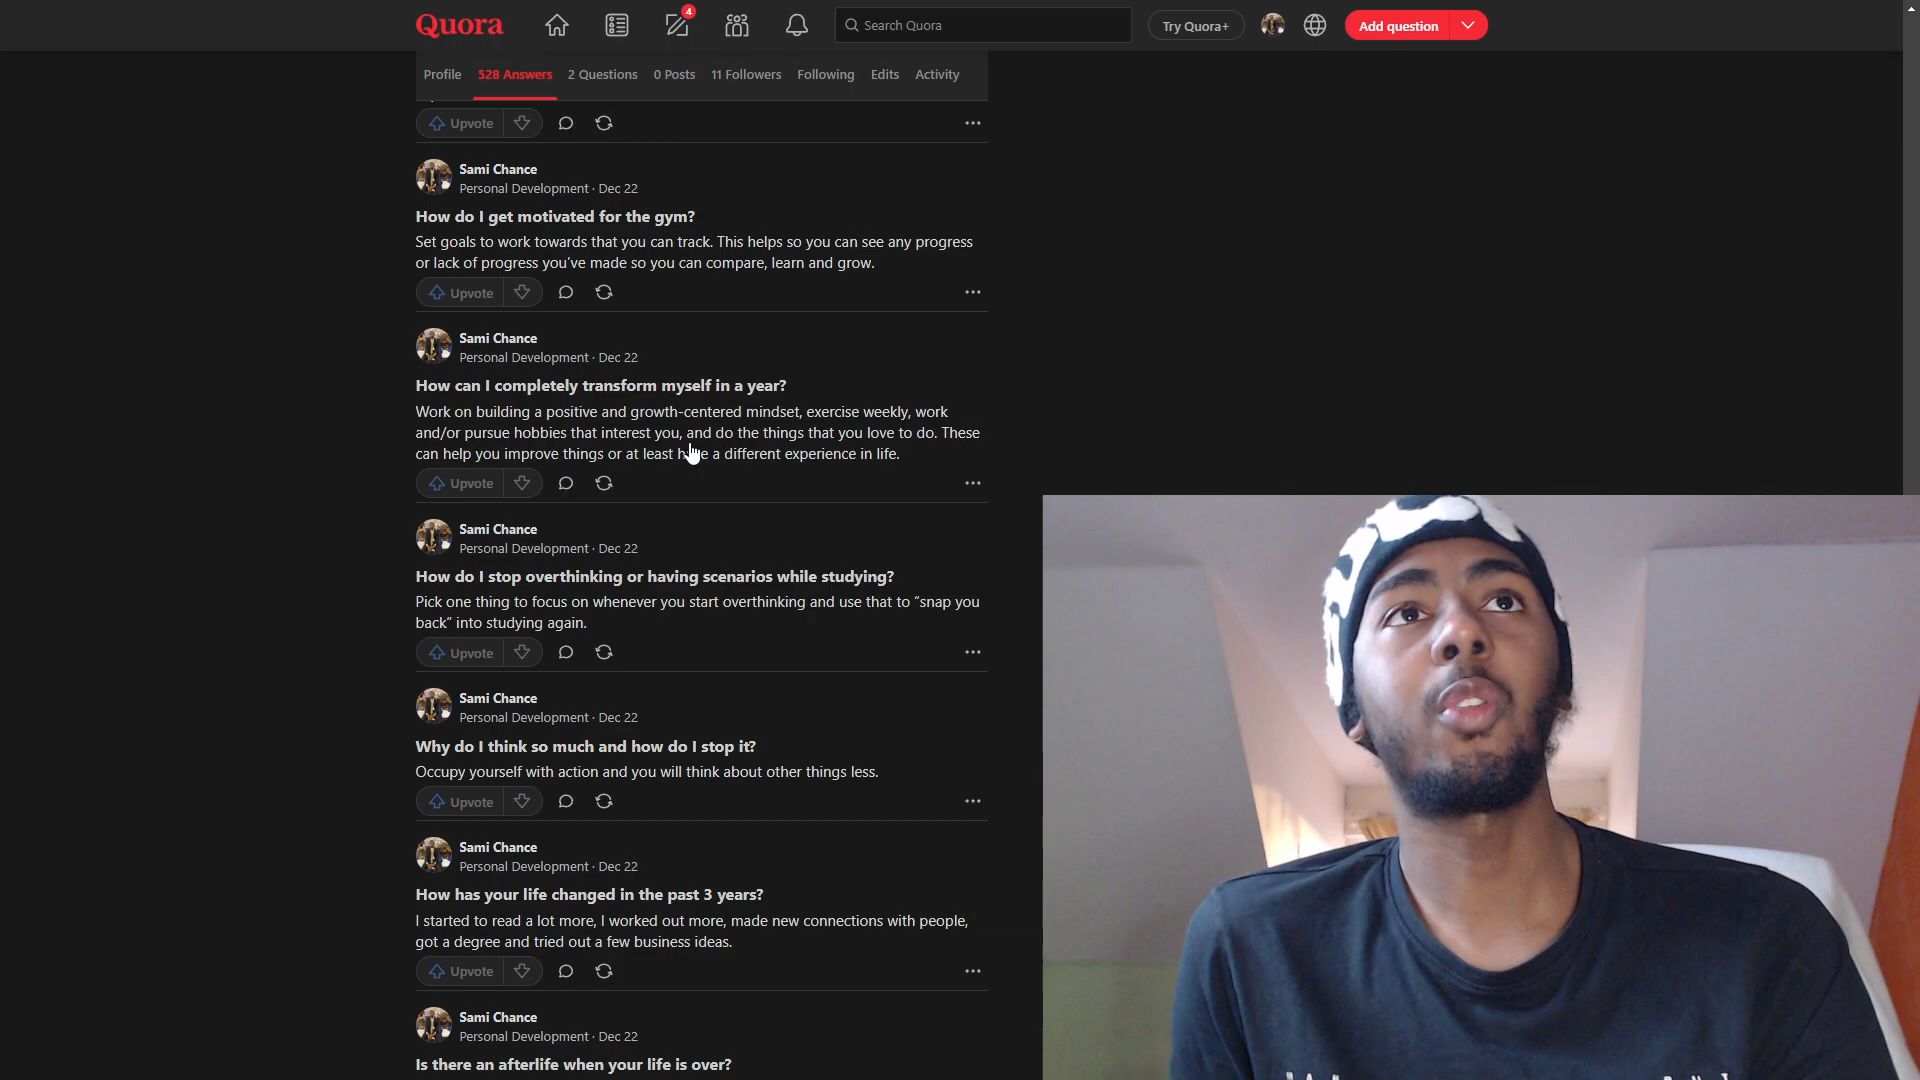 Quora
4
Search Quora
Try Quora+
Add question
Profile
528 Answers
2 Questions
0 Posts
11 Followers
Following
Edits
Activity
Upvote
Sami Chance
Personal Development · Dec 22
How do I get motivated for the gym?
Set goals to work towards that you can track. This helps so you can see any progress
or lack of progress you've made so you can compare, learn and grow.
Upvote
Sami Chance
Personal Development · Dec 22
How can I completely transform myself in a year?
Work on building a positive and growth-centered mindset, exercise weekly, work
and/or pursue hobbies that interest you, and do the things that you love to do. These
can help you improve things or at least have a different experience in life.
Upvote
Sami Chance
Personal Development · Dec 22
How do I stop overthinking or having scenarios while studying?
Pick one thing to focus on whenever you start overthinking and use that to “snap you
back” into studying again.
Upvote
Sami Chance
Personal Development · Dec 22
Why do I think so much and how do I stop it?
Occupy yourself with action and you will think about other things less.
Upvote
Sami Chance
Personal Development · Dec 22
How has your life changed in the past 3 years?
I started to read a lot more, I worked out more, made new connections with people,
got a degree and tried out a few business ideas.
Upvote
Sami Chance
Personal Development · Dec 22
Is there an afterlife when your life is over?